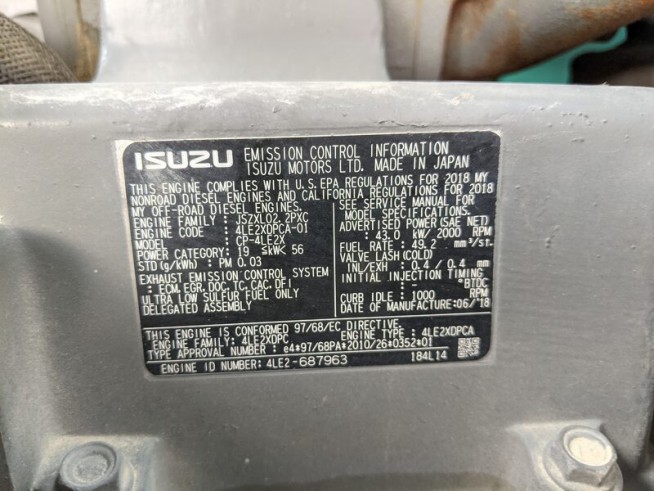 ISUZU EMISSION CONTROL INFORMATION
ISUZU MOTORS LTD. MADE IN JAPAN
THIS ENGINE COMPLIES WITH U.S.EPA REGULATIONS FOR 2018 MY
NONROAD DIESEL ENGINES AND CALIFORNIA REGULATIONS FOR 2018
MY OFF-ROAD DIESEL ENGINES.
SEE SERVICE MANUAL FOR
MODEL SPECIFICATIONS.
ENGINE FAMILY : JSZXL02.2PXC
ADVERTISED POWER (SAE NET)
ENGINE CODE : 4LE2XDPCA-01
: 43.0 kW/ 2000 RPM
MODEL : CP-4LE2X
FUEL RATE : 49.2 mm³/st.
POWER CATEGORY : 19 ≤kW< 56
VALVE LASH (COLD)
STD (g/kWh) : PM 0.03
INL/EXH : 0.4 / 0.4 mm
EXHAUST EMISSION CONTROL SYSTEM
INITIAL INJECTION TIMING
: ECM, EGR, DOC, TC, CAC, DFI
: - °BTDC
ULTRA LOW SULFUR FUEL ONLY
CURB IDLE : 1000 RPM
DELEGATED ASSEMBLY
DATE OF MANUFACTURE:06/'18
THIS ENGINE IS CONFORMED 97/68/EC DIRECTIVE.
ENGINE FAMILY: 4LE2XDPC ENGINE TYPE : 4LE2XDPCA
TYPE APPROVAL NUMBER : e4*97/68PA*2010/26*0352*01
ENGINE ID NUMBER: 4LE2-687963 184L14